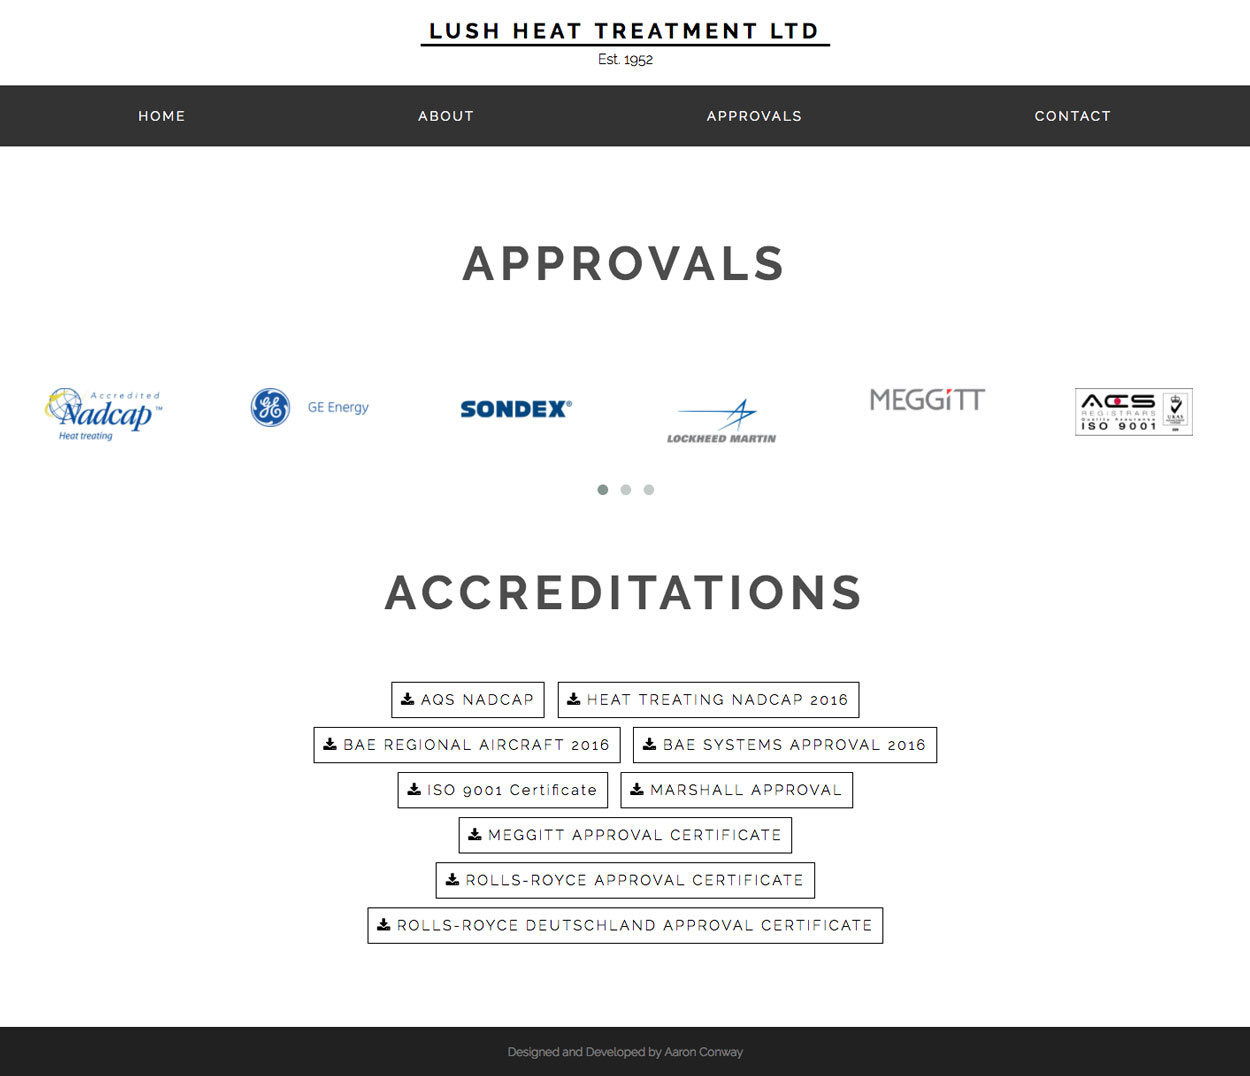 LUSH HEAT TREATMENT LTD
Est. 1952
HOME ABOUT APPROVALS CONTACT
APPROVALS
Accredited
Nadcap™
Heat treating
GE Energy
SONDEX®
LOCKHEED MARTIN
MEGGiTT
ACS
REGISTRARS
Quality Assurance
ISO 9001
UKAS
ACCREDITATIONS
AQS NADCAP HEAT TREATING NADCAP 2016
BAE REGIONAL AIRCRAFT 2016 BAE SYSTEMS APPROVAL 2016
ISO 9001 Certificate MARSHALL APPROVAL
MEGGITT APPROVAL CERTIFICATE
ROLLS-ROYCE APPROVAL CERTIFICATE
ROLLS-ROYCE DEUTSCHLAND APPROVAL CERTIFICATE
Designed and Developed by Aaron Conway